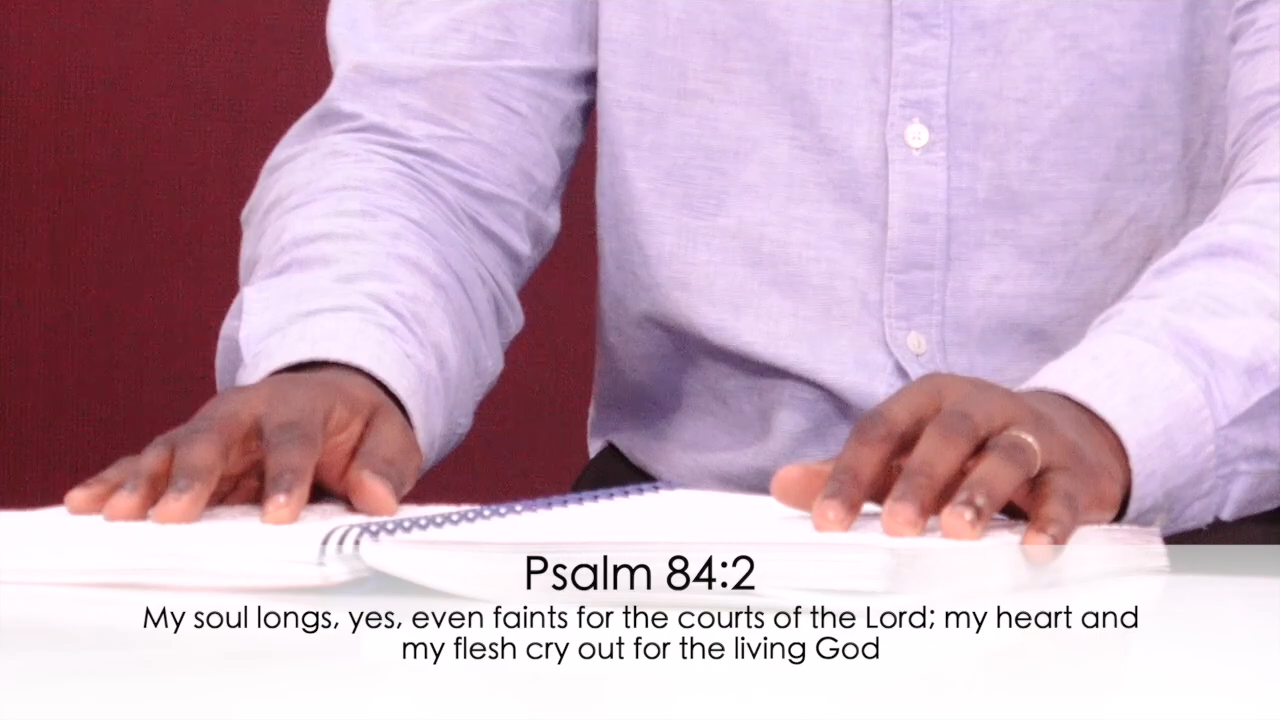 Psalm 84:2
My soul longs, yes, even faints for the courts of the Lord; my heart and
my flesh cry out for the living God